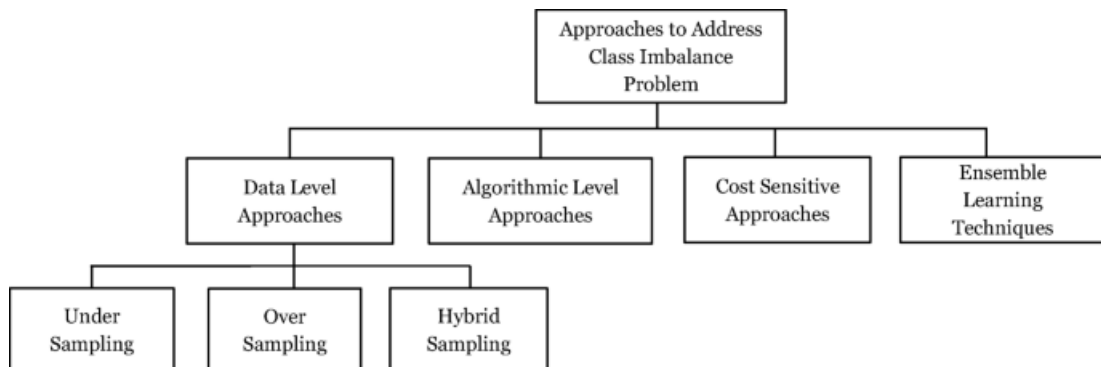 Approaches to Address
Class Imbalance
Problem
Data Level
Approaches
Algorithmic Level
Approaches
Cost Sensitive
Approaches
Ensemble
Learning
Techniques
Under
Sampling
Over
Sampling
Hybrid
Sampling